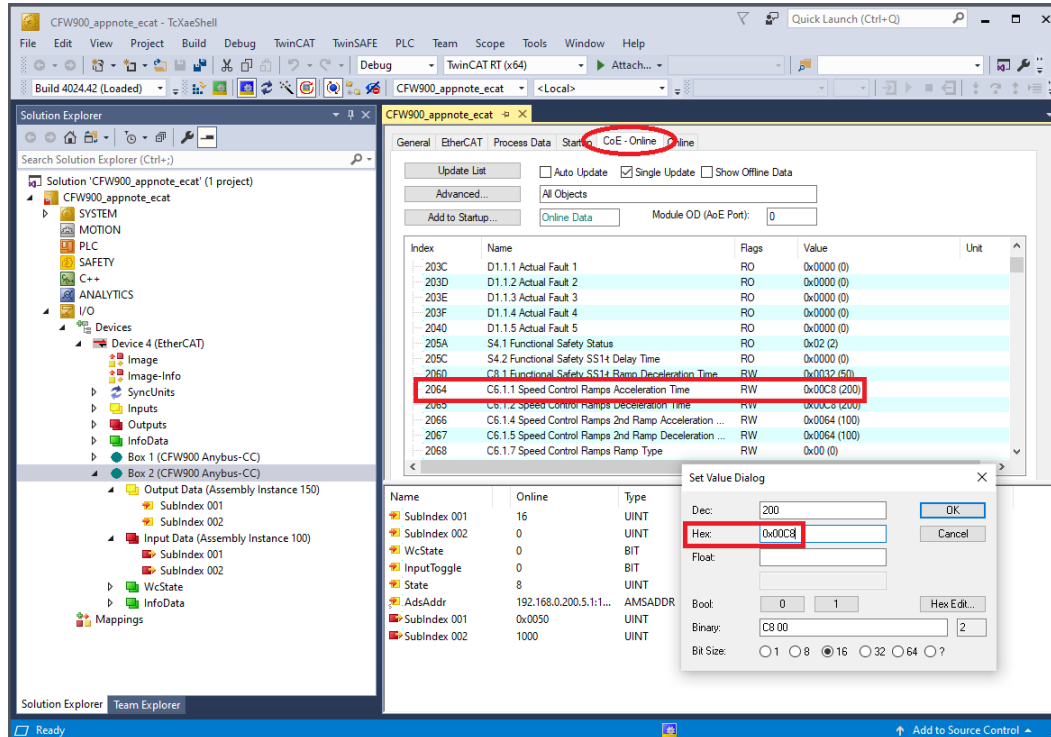 CFW900_appnote_ecat - TcXaeShell
Quick Launch (Ctrl+Q)
File Edit View Project Build Debug TwinCAT TwinSAFE PLC Team Scope Tools Window Help
Debug TwinCAT RT (x64) Attach...
Build 4024.42 (Loaded) CFW900_appnote_ecat <Local>
Solution Explorer
Search Solution Explorer (Ctrl+;)
Solution 'CFW900_appnote_ecat' (1 project)
CFW900_appnote_ecat
SYSTEM
MOTION
PLC
SAFETY
C++
ANALYTICS
I/O
Devices
Device 4 (EtherCAT)
Image
Image-Info
SyncUnits
Inputs
Outputs
InfoData
Box 1 (CFW900 Anybus-CC)
Box 2 (CFW900 Anybus-CC)
Output Data (Assembly Instance 150)
SubIndex 001
SubIndex 002
Input Data (Assembly Instance 100)
SubIndex 001
SubIndex 002
WcState
InfoData
Mappings
Solution Explorer Team Explorer
CFW900_appnote_ecat
General EtherCAT Process Data CoE - Online
Update List Auto Update Single Update Show Offline Data
Advanced... All Objects
Add to Startup... Online Data Module OD (AoE Port): 0
Index Name Flags Value Unit
203C D1.1.1 Actual Fault 1 RO 0x0000 (0)
203D D1.1.2 Actual Fault 2 RO 0x0000 (0)
203E D1.1.3 Actual Fault 3 RO 0x0000 (0)
203F D1.1.4 Actual Fault 4 RO 0x0000 (0)
2040 D1.1.5 Actual Fault 5 RO 0x0000 (0)
205A S4.1 Functional Safety Status RO 0x02 (2)
205C S4.2 Functional Safety SS1-t Delay Time RO 0x0000 (0)
2060 C8.1 Functional Safety SS1-t Ramp Deceleration Time RW 0x0032 (50)
2064 C6.1.1 Speed Control Ramps Acceleration Time RW 0x00C8 (200)
2065 C6.1.2 Speed Control Ramps Deceleration Time RW 0x00C8 (200)
2066 C6.1.4 Speed Control Ramps 2nd Ramp Acceleration ... RW 0x0064 (100)
2067 C6.1.5 Speed Control Ramps 2nd Ramp Deceleration ... RW 0x0064 (100)
2068 C6.1.7 Speed Control Ramps Ramp Type RW 0x00 (0)
Name Online Type
SubIndex 001 16 UINT
SubIndex 002 0 UINT
WcState 0 BIT
InputToggle 0 BIT
State 8 UINT
AdsAddr 192.168.0.200.5.1:1... AMSADDR
SubIndex 001 0x0050 UINT
SubIndex 002 1000 UINT
Set Value Dialog
Dec: 200 OK
Hex: 0x00C8 Cancel
Float:
Bool: 0 1 Hex Edit...
Binary: C8 00 2
Bit Size: 1 8 16 32 64 ?
Ready Add to Source Control